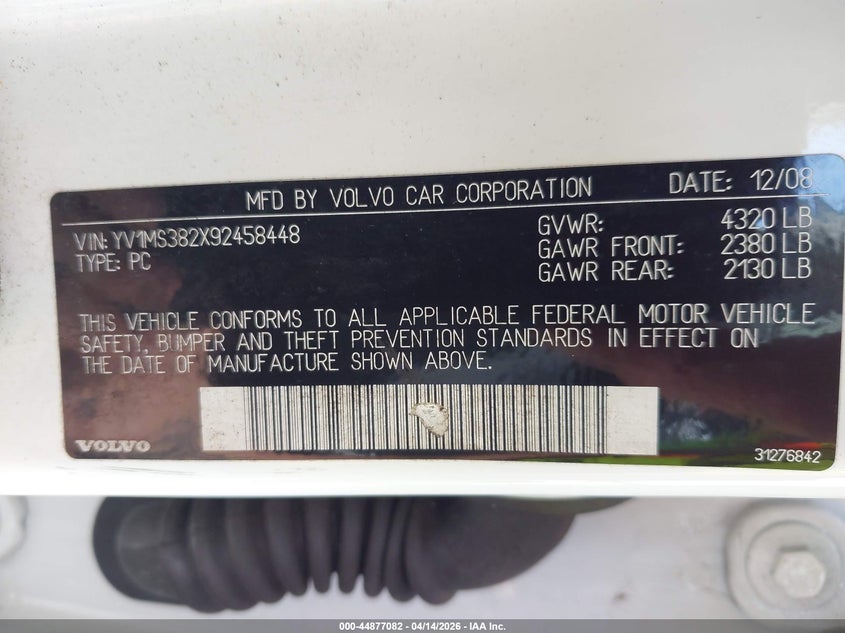 MFD BY VOLVO CAR CORPORATION DATE: 12/08
VIN: YV1MS382X92458448
TYPE: PC
GVWR: 4320 LB
GAWR FRONT: 2380 LB
GAWR REAR: 2130 LB
THIS VEHICLE CONFORMS TO ALL APPLICABLE FEDERAL MOTOR VEHICLE
SAFETY, BUMPER AND THEFT PREVENTION STANDARDS IN EFFECT ON
THE DATE OF MANUFACTURE SHOWN ABOVE.
VOLVO
31276842
000-44877082 - 04/14/2026 - IAA Inc.